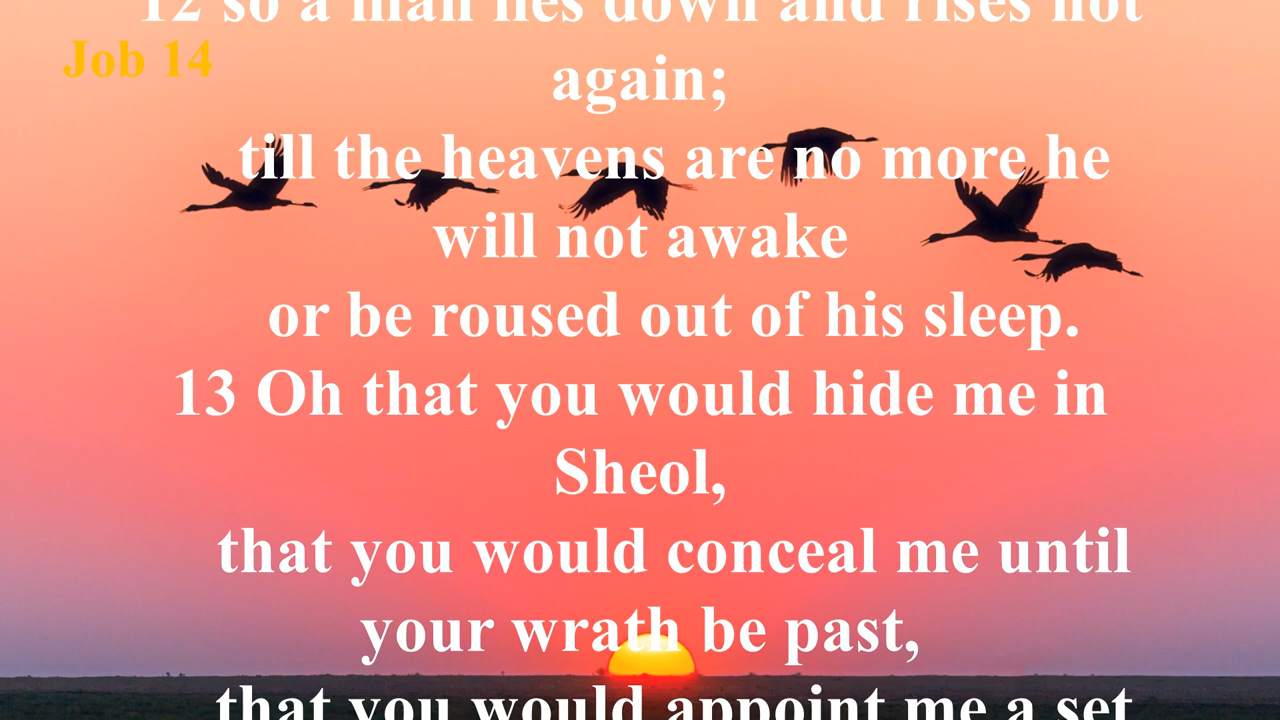 12 so a man lies down and rises not
Job 14
again;
till the heavens are no more he
will not awake
or be roused out of his sleep.
13 Oh that you would hide me in
Sheol,
that you would conceal me until
your wrath be past,
that you would appoint me a set